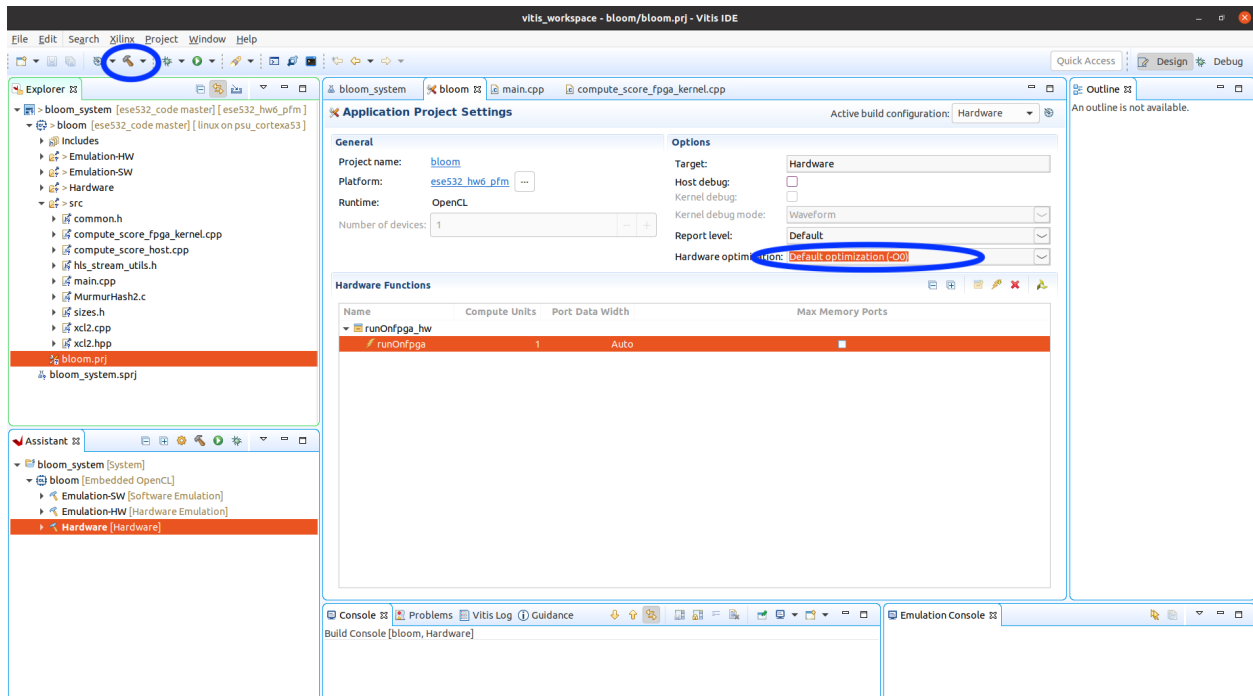 vitis_workspace - bloom/bloom.prj - Vitis IDE
File Edit Search Xilinx Project Window Help
Quick Access Design Debug
Explorer
> bloom_system [ese532_code master] [ ese532_hw6_pfm ]
> bloom [ese532_code master] [ linux on psu_cortexa53 ]
Includes
> Emulation-HW
> Emulation-SW
> Hardware
> src
common.h
compute_score_fpga_kernel.cpp
compute_score_host.cpp
hls_stream_utils.h
main.cpp
MurmurHash2.c
sizes.h
xcl2.cpp
xcl2.hpp
bloom.prj
bloom_system.sprj
Assistant
bloom_system [System]
bloom [Embedded OpenCL]
Emulation-SW [Software Emulation]
Emulation-HW [Hardware Emulation]
Hardware [Hardware]
bloom_system bloom main.cpp compute_score_fpga_kernel.cpp
Application Project Settings Active build configuration: Hardware
General
Project name: bloom
Platform: ese532_hw6_pfm ...
Runtime: OpenCL
Number of devices: 1
Options
Target: Hardware
Host debug:
Kernel debug:
Kernel debug mode: Waveform
Report level: Default
Hardware optimization: Default optimization (-O0)
Hardware Functions
Name Compute Units Port Data Width Max Memory Ports
runOnfpga_hw
runOnfpga 1 Auto
Console Problems Vitis Log Guidance
Build Console [bloom, Hardware]
Emulation Console
Outline
An outline is not available.